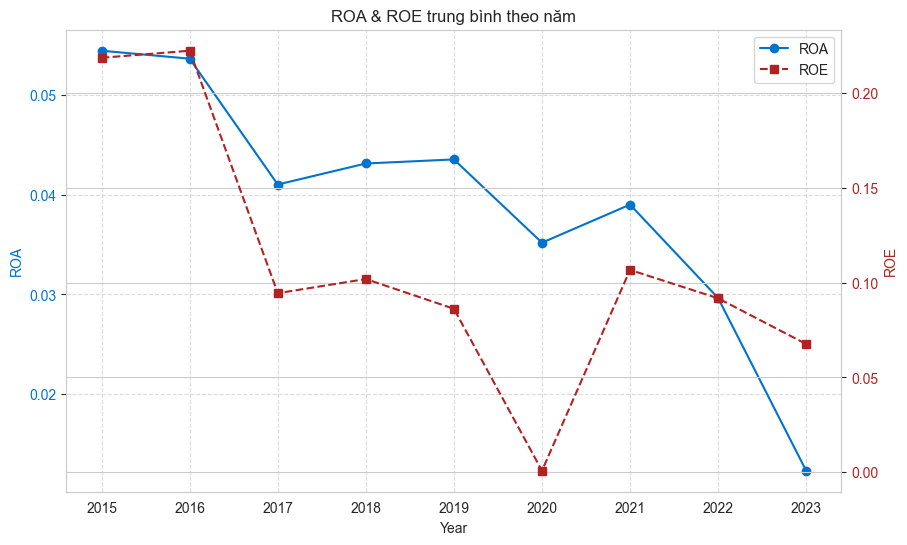 ROA & ROE trung bình theo năm
ROA
ROE
0.05
0.04
0.03
0.02
ROA
0.20
0.15
0.10
0.05
0.00
ROE
2015 2016 2017 2018 2019 2020 2021 2022 2023
Year